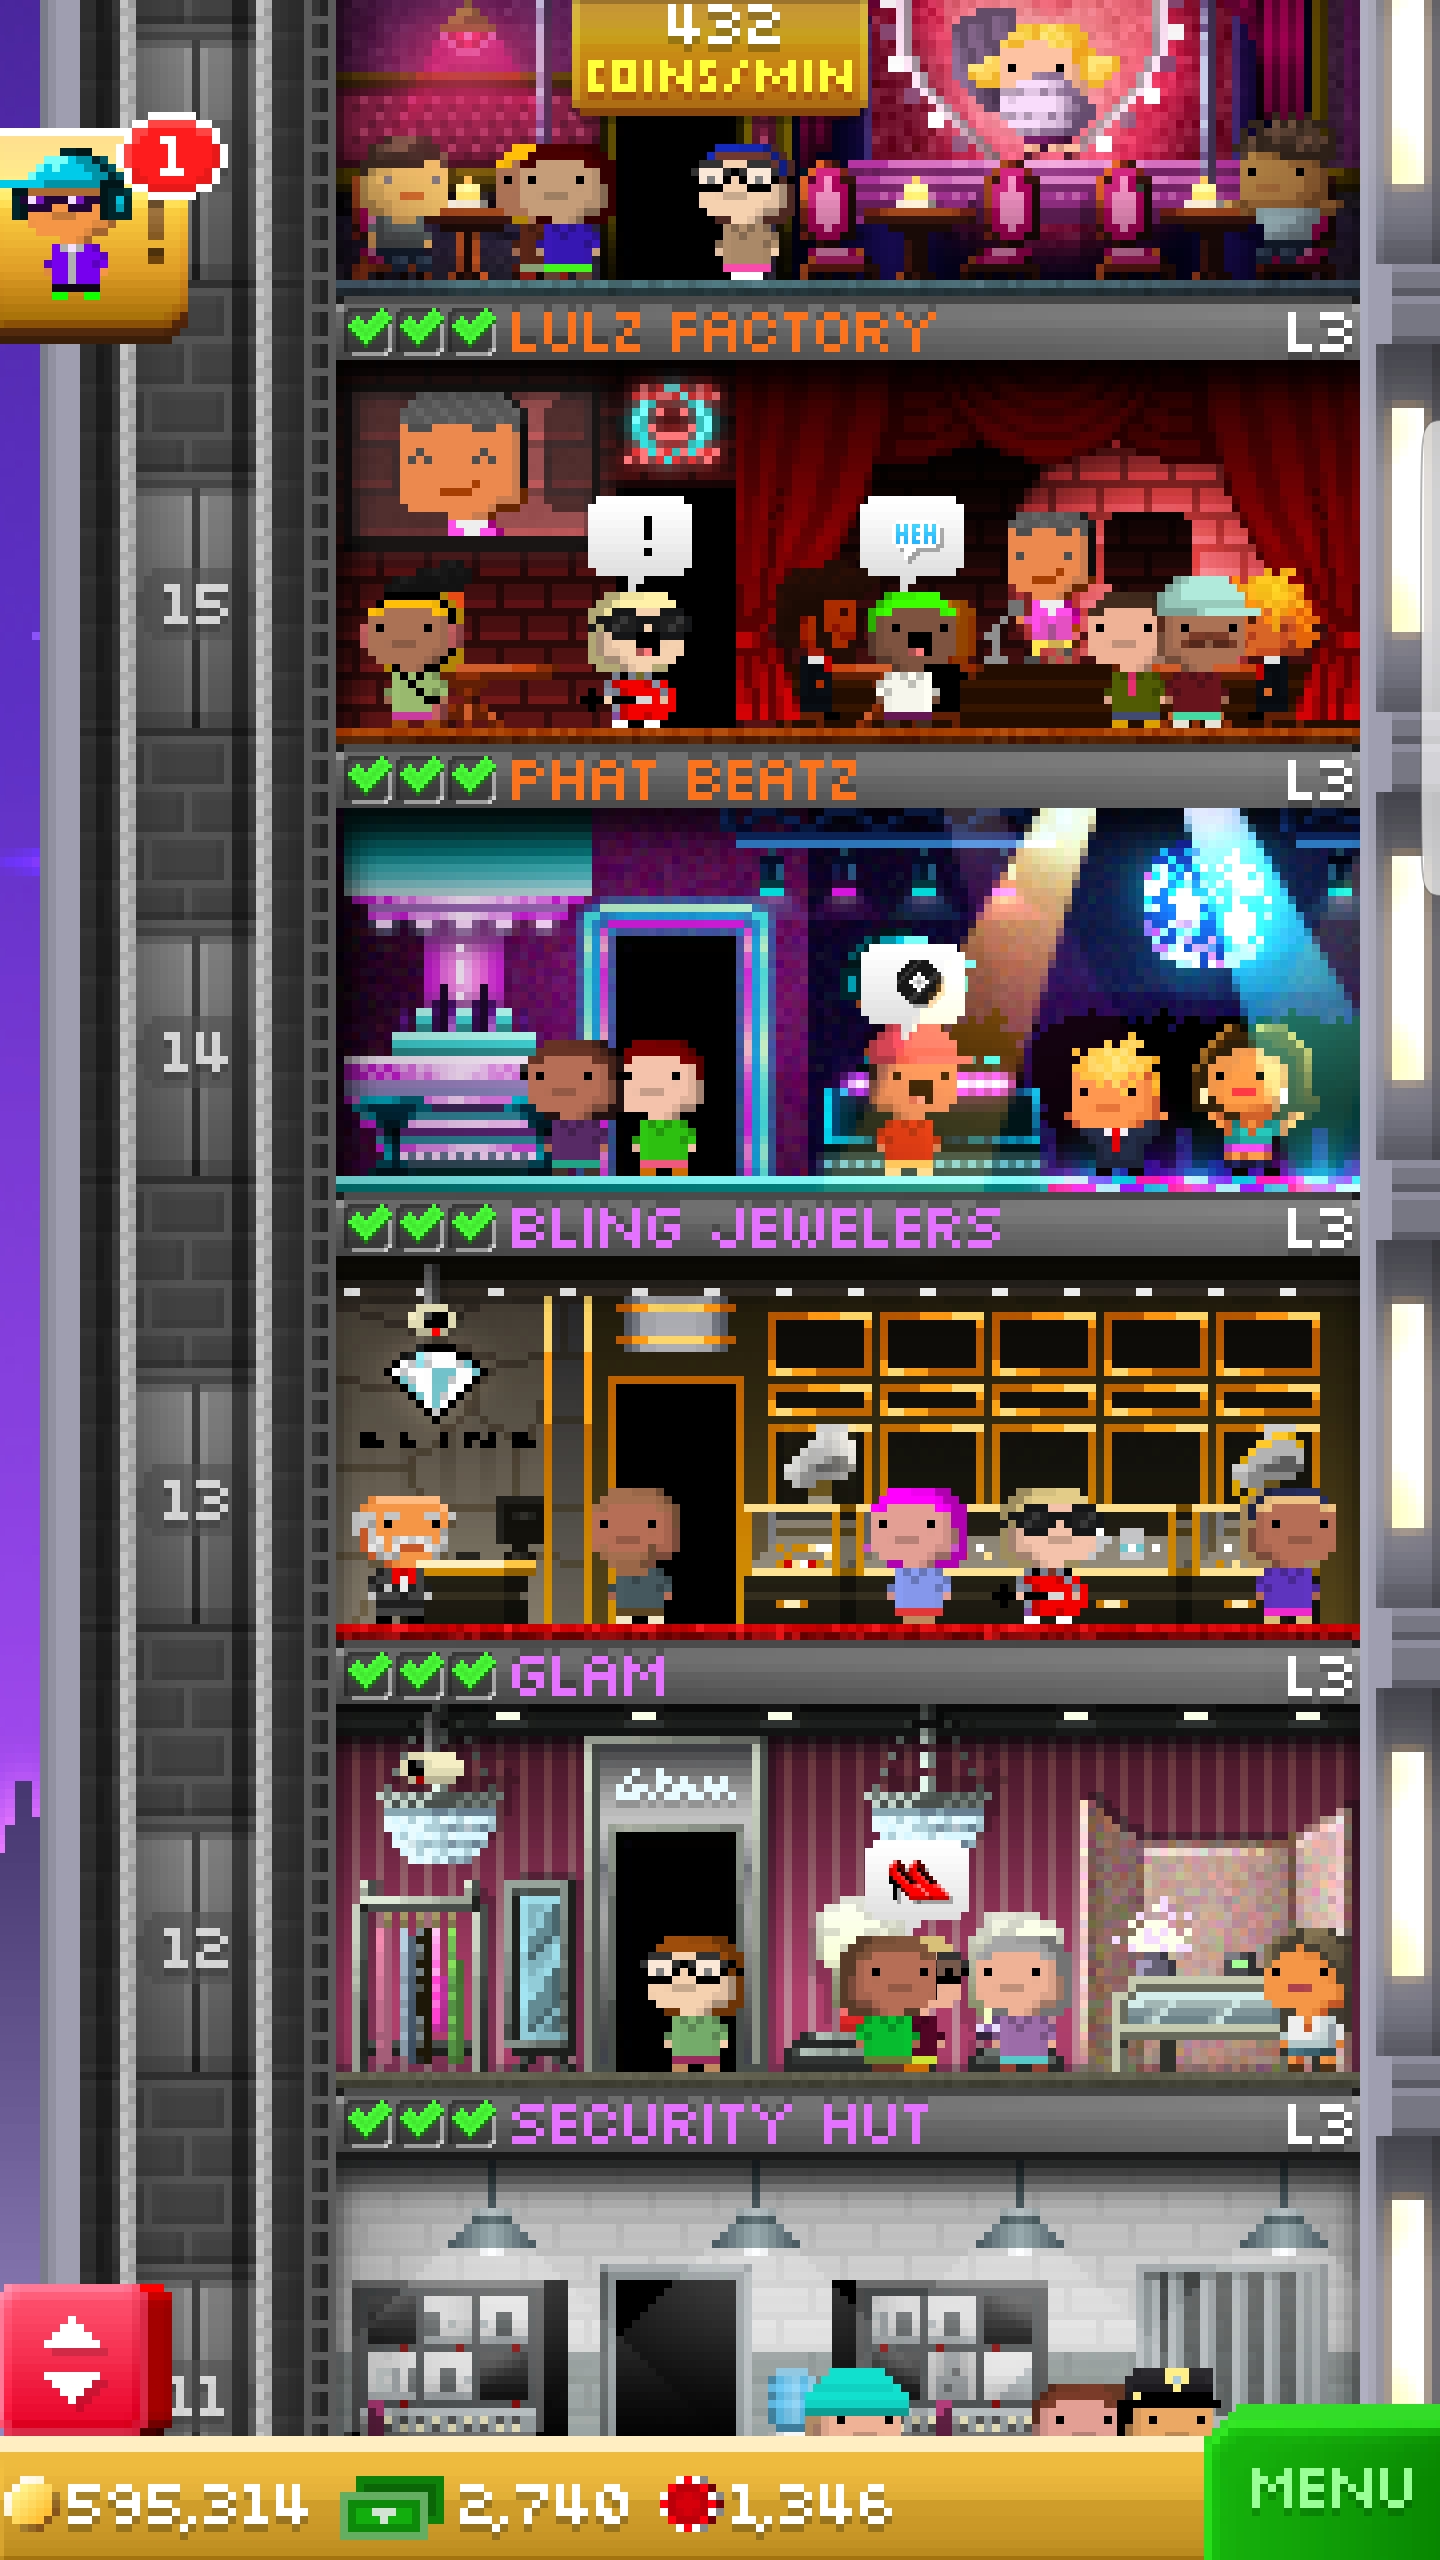 432
COINS/MIN
1
!
LULZ FACTORY L3
!
HEH
15
PHAT BEATZ L3
14
BLING JEWELERS L3
BLING
13
GLAM L3
Glam
12
SECURITY HUT L3
11
595,314 2,740 1,346
MENU